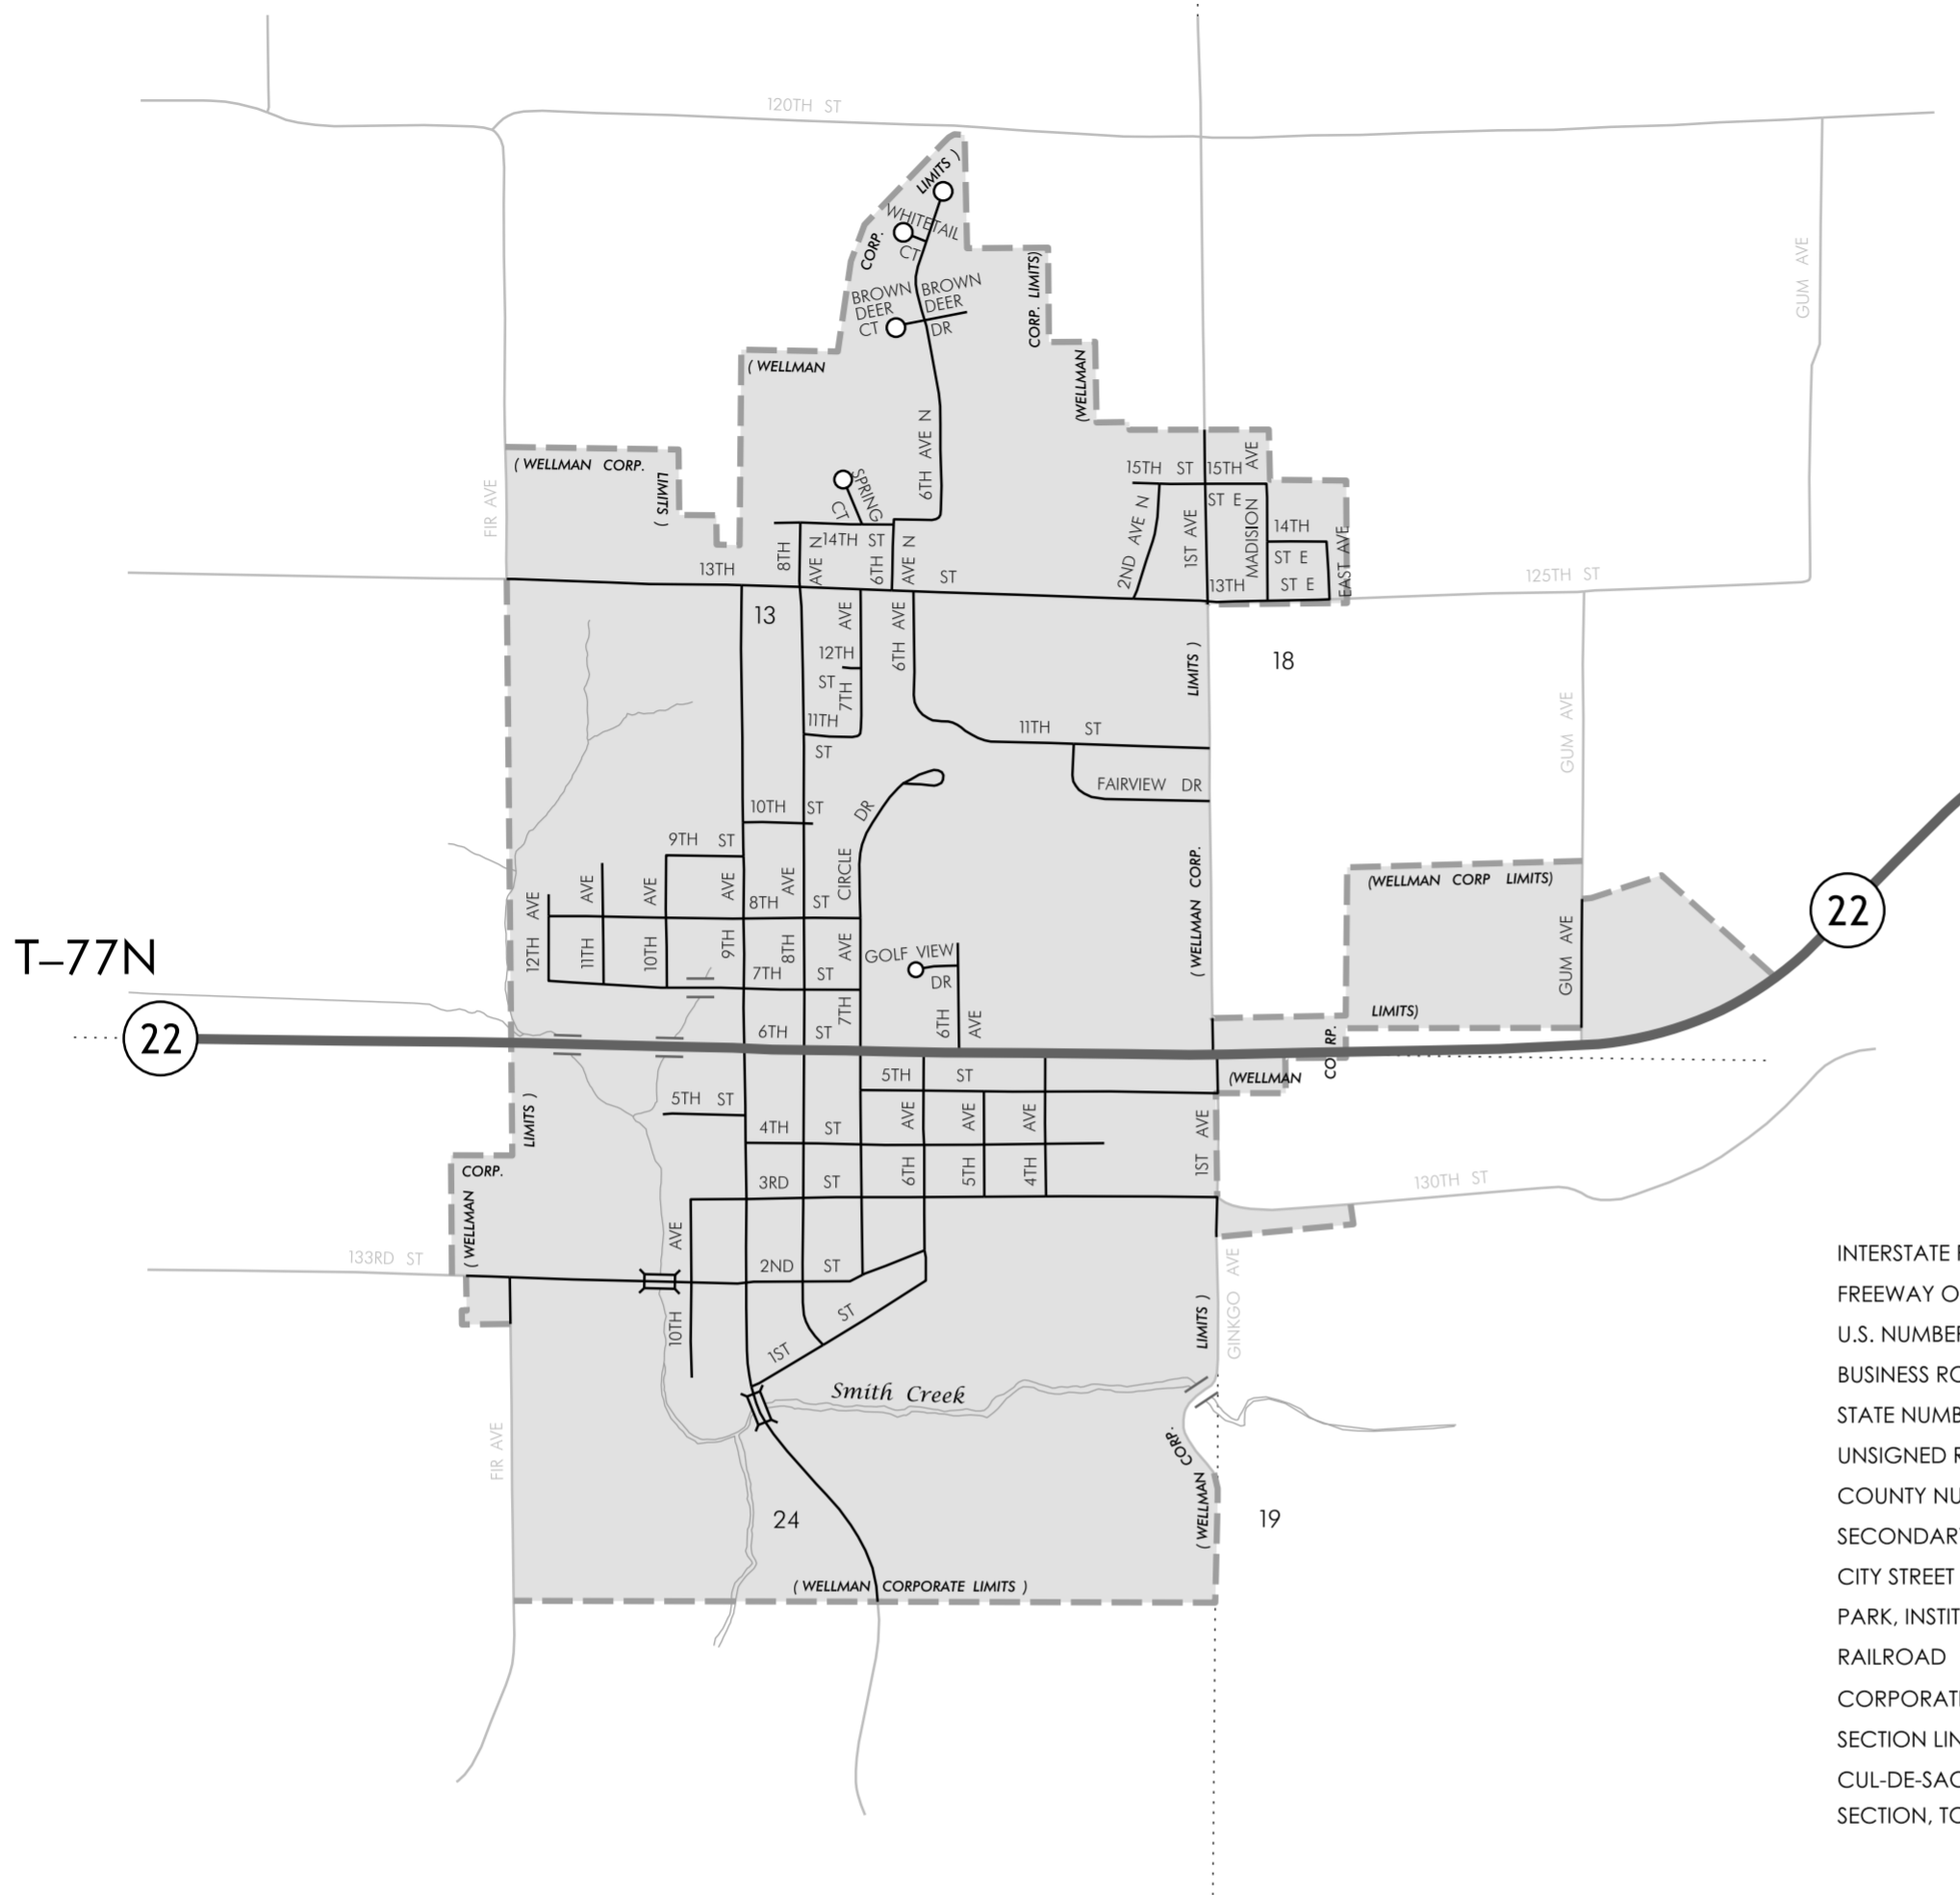 120TH ST
LIMITS )
WHITETAIL
CT
CORP.
BROWN
DEER
CT
BROWN
DEER
DR
CORP. LIMITS)
GUM AVE
( WELLMAN
(WELLMAN
6TH AVE N
( WELLMAN CORP.
LIMITS )
FIR AVE
SPRING
CT
15TH ST
15TH
ST E
AVE
MADISION
2ND AVE N
1ST AVE
14TH
ST E
EAST AVE
8TH
AVE N
14TH ST
6TH
AVE N
13TH
ST
13TH
ST E
125TH ST
13
AVE
7TH
6TH AVE
12TH
ST
11TH
ST
LIMITS )
18
11TH ST
GUM AVE
FAIRVIEW DR
10TH ST
DR
CIRCLE
9TH ST
AVE
12TH
AVE
11TH
AVE
10TH
AVE
9TH
AVE
8TH
8TH ST
AVE
7TH
(WELLMAN CORP.
(WELLMAN CORP LIMITS)
22
GUM AVE
T–77N
GOLF VIEW
DR
7TH ST
6TH
AVE
LIMITS)
22
6TH ST
CO RP.
(WELLMAN
5TH ST
5TH ST
LIMITS )
4TH ST
AVE
6TH
AVE
5TH
AVE
4TH
AVE
1ST
CORP.
( WELLMAN
3RD ST
130TH ST
AVE
10TH
133RD ST
2ND ST
GINKGO AVE
LIMITS )
1ST ST
Smith Creek
CORP.
( WELLMAN
FIR AVE
24
19
( WELLMAN CORPORATE LIMITS )
INTERSTATE
FREEWAY O
U.S. NUMBE
BUSINESS RO
STATE NUMB
UNSIGNED
COUNTY NU
SECONDAR
CITY STREET
PARK, INSTIT
RAILROAD
CORPORAT
SECTION LIN
CUL-DE-SAC
SECTION, TO